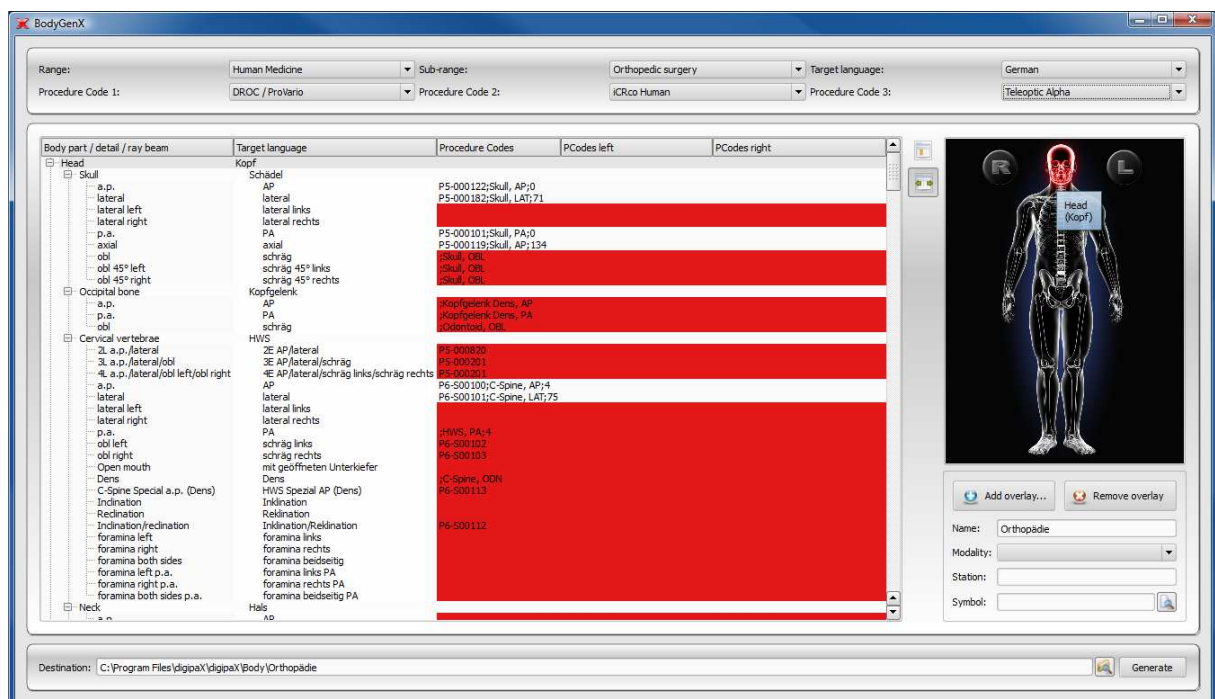 BodyGenX
Range: Human Medicine Sub-range: Orthopedic surgery Target language: German
Procedure Code 1: DROC / ProVario Procedure Code 2: iCRco Human Procedure Code 3: Teleoptic Alpha
Body part / detail / ray beam Target language Procedure Codes PCodes left PCodes right
Head Kopf
Skull Schädel
a.p. AP P5-000122;Skull, AP;0
lateral lateral P5-000182;Skull, LAT;71
lateral left lateral links
lateral right lateral rechts
p.a. PA P5-000101;Skull, PA;0
axial axial P5-000119;Skull, AP;134
obl schräg ;Skull, OBL
obl 45° left schräg 45° links ;Skull, OBL
obl 45° right schräg 45° rechts ;Skull, OBL
Occipital bone Kopfgelenk
a.p. AP ;Kopfgelenk Dens, AP
p.a. PA ;Kopfgelenk Dens, PA
obl schräg ;Odontoid, OBL
Cervical vertebrae HWS
2L a.p./lateral 2E AP/lateral P5-000820
3L a.p./lateral/obl 3E AP/lateral/schräg P5-000201
4L a.p./lateral/obl left/obl right 4E AP/lateral/schräg links/schräg rechts P5-000201
a.p. AP P6-S00100;C-Spine, AP;4
lateral lateral P6-S00101;C-Spine, LAT;75
lateral left lateral links
lateral right lateral rechts
p.a. PA ;HWS, PA;4
obl left schräg links P6-S00102
obl right schräg rechts P6-S00103
Open mouth mit geöffneten Unterkiefer
Dens Dens ;C-Spine, ODN
C-Spine Special a.p. (Dens) HWS Spezial AP (Dens) P6-S00113
Inclination Inklination
Reclination Reklination
Inclination/reclination Inklination/Reklination P6-S00112
foramina left foramina links
foramina right foramina rechts
foramina both sides foramina beidseitig
foramina left p.a. foramina links PA
foramina right p.a. foramina rechts PA
foramina both sides p.a. foramina beidseitig PA
Neck Hals
a.p. AP
R L
Head
(Kopf)
Add overlay... Remove overlay
Name: Orthopädie
Modality:
Station:
Symbol:
Destination: C:\Program Files\digipaX\digipaX\Body\Orthopädie Generate